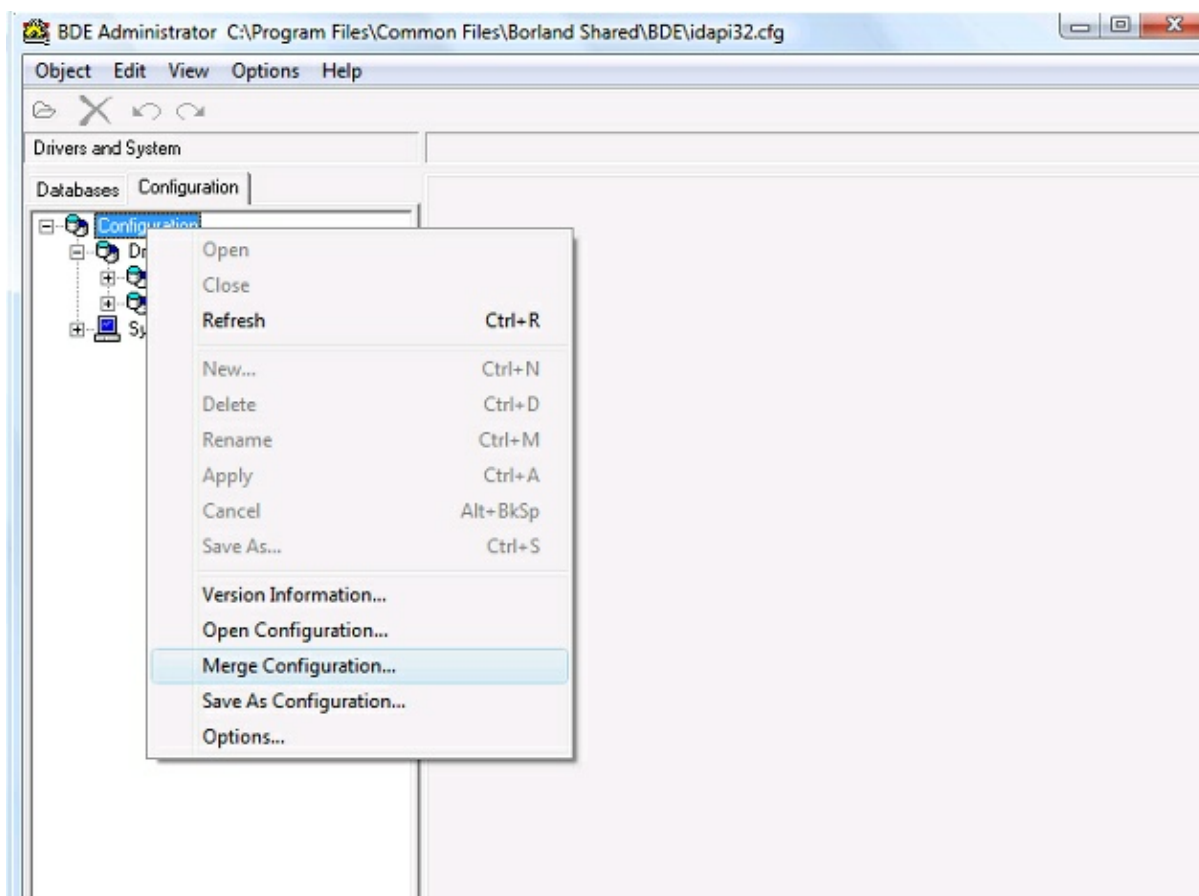 BDE Administrator C:\Program Files\Common Files\Borland Shared\BDE\idapi32.cfg
Object Edit View Options Help
Drivers and System
Databases Configuration
Configuration
Open
Close
Refresh Ctrl+R
New... Ctrl+N
Delete Ctrl+D
Rename Ctrl+M
Apply Ctrl+A
Cancel Alt+BkSp
Save As... Ctrl+S
Version Information...
Open Configuration...
Merge Configuration...
Save As Configuration...
Options...